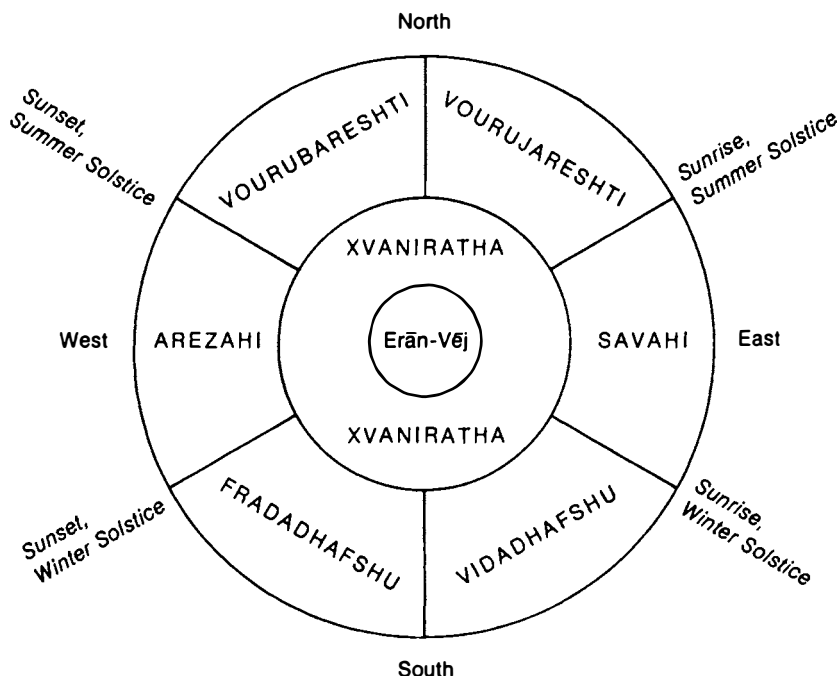 North
Sunset,
Summer Solstice
VOURUBARESHTI
VOURUJARESHTI
Sunrise,
Summer Solstice
XVANIRATHA
West
AREZAHI
Erān-Vēj
SAVAHI
East
XVANIRATHA
Sunset,
Winter Solstice
FRADADHAFSHU
VIDADHAFSHU
Sunrise,
Winter Solstice
South